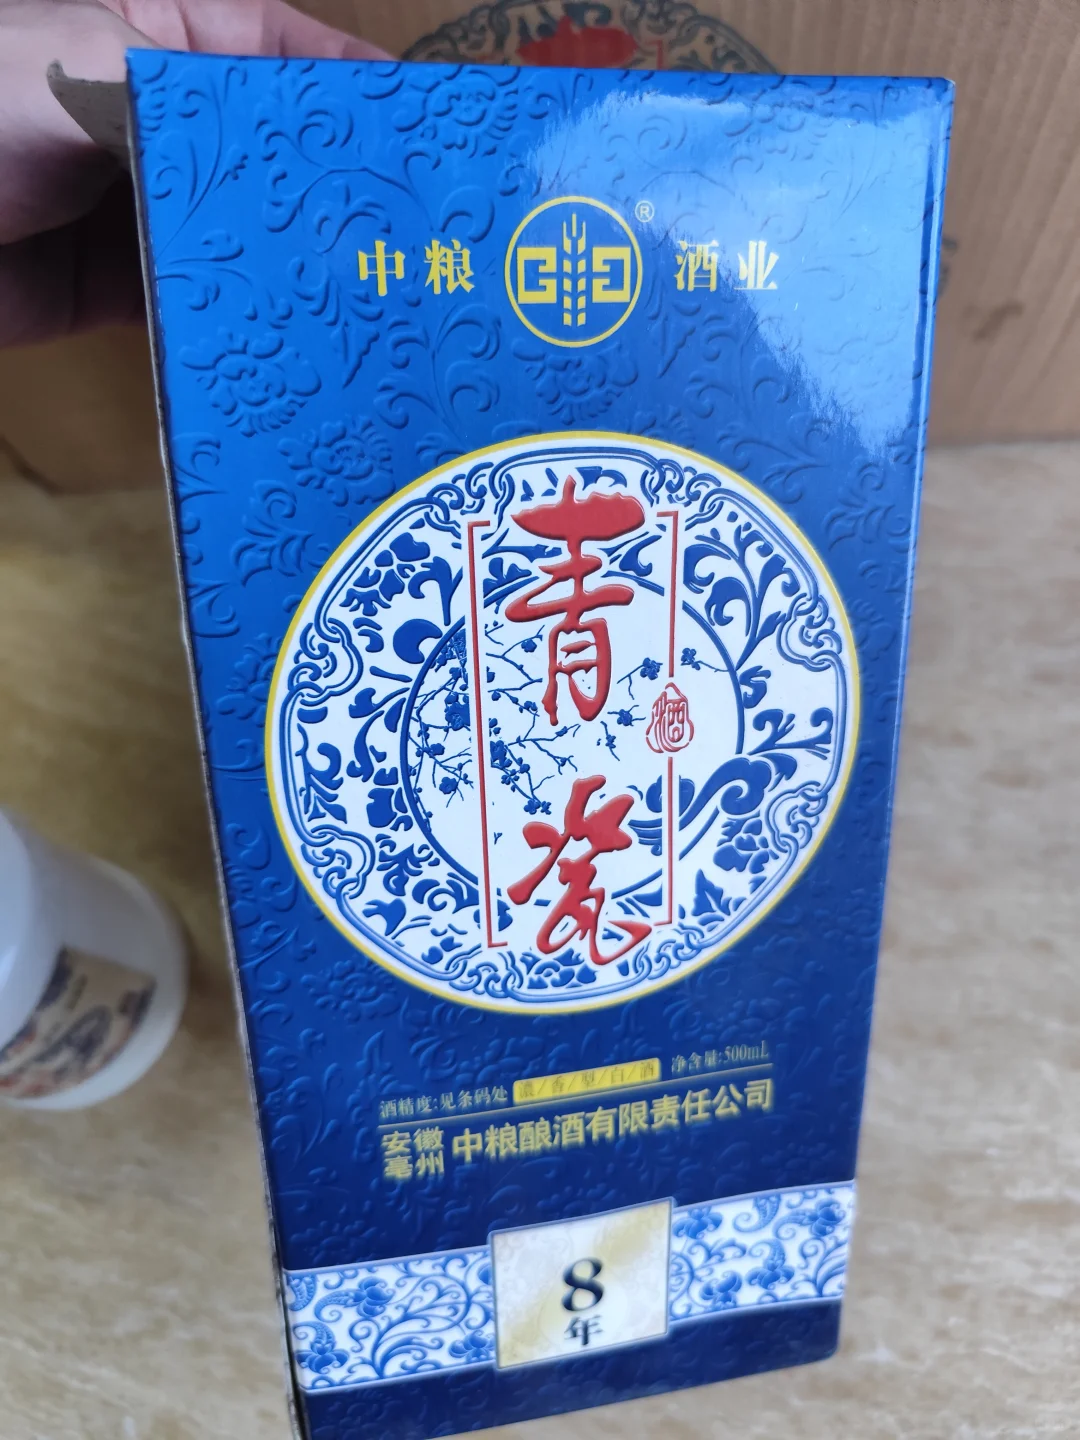 中粮 ® 酒业
青瓷
酒
酒精度:见条码处 浓/香/型/白/酒 净含量:500mL
安徽亳州 中粮酿酒有限责任公司
8
年